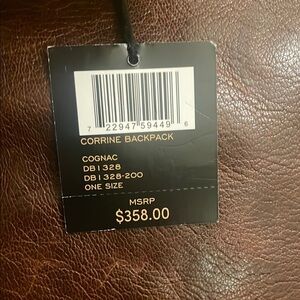 7 22947 59449 6
CORRINE BACKPACK
COGNAC
DB1328
DB1328-200
ONE SIZE
MSRP
$358.00